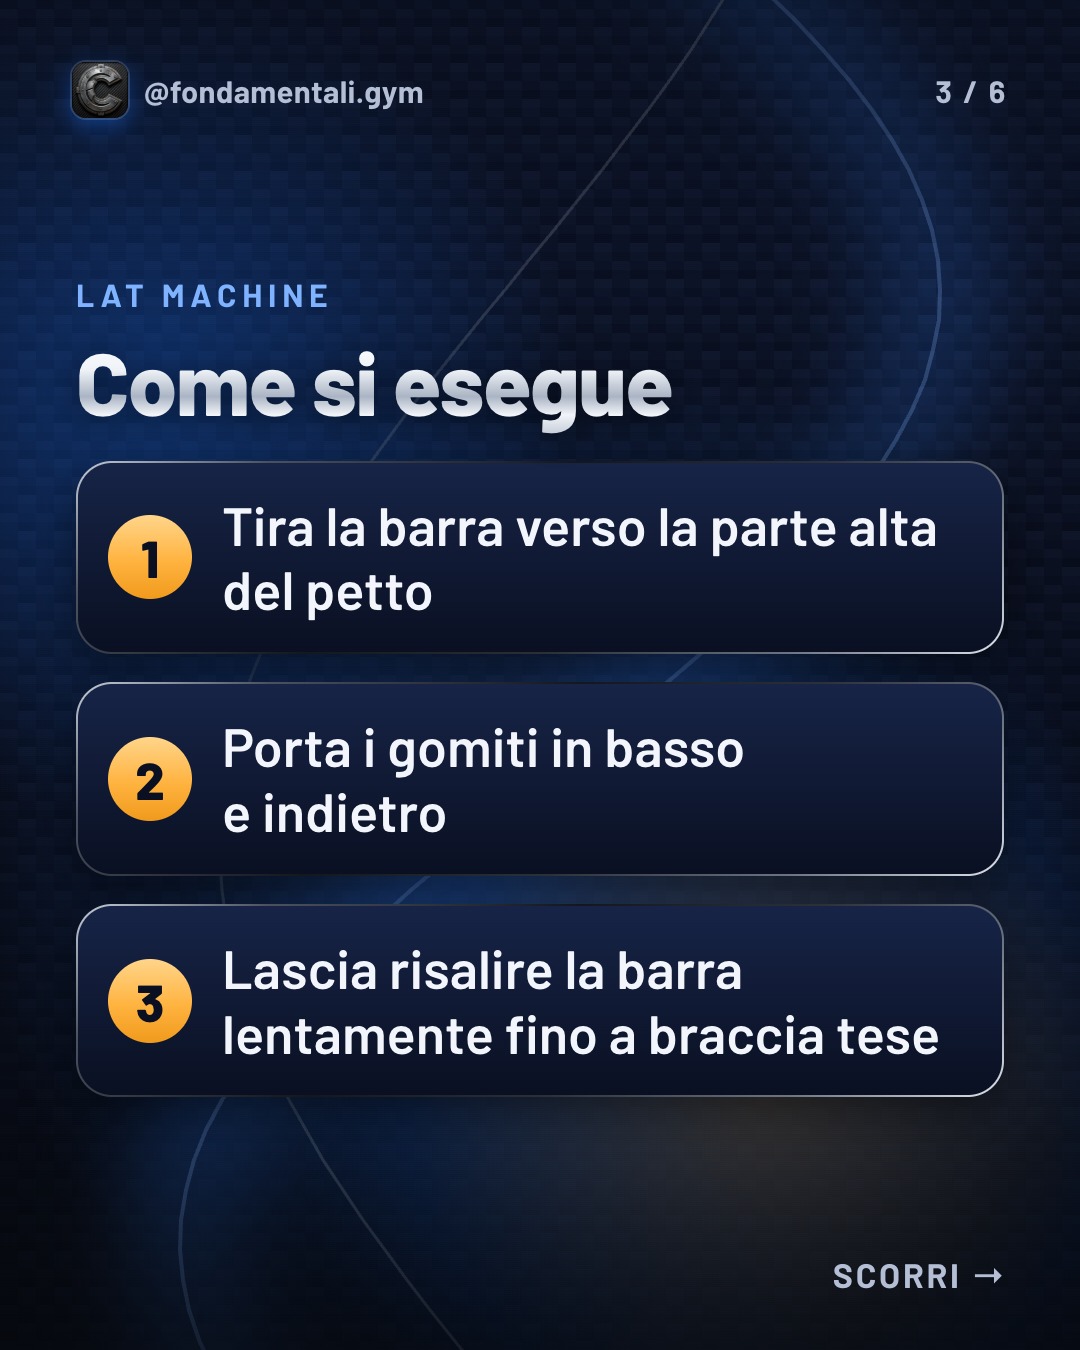 @fondamentali.gym
3 / 6
LAT MACHINE
Come si esegue
1
Tira la barra verso la parte alta
del petto
2
Porta i gomiti in basso
e indietro
3
Lascia risalire la barra
lentamente fino a braccia tese
SCORRI →